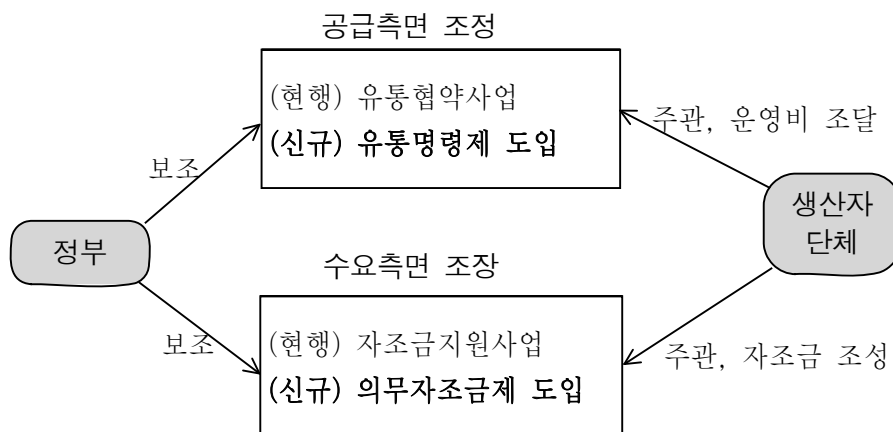 공급측면 조정
(현행) 유통협약사업
(신규) 유통명령제 도입
주관, 운영비 조달
보조
정부
생산자
단체
수요측면 조장
(현행) 자조금지원사업
(신규) 의무자조금제 도입
보조
주관, 자조금 조성